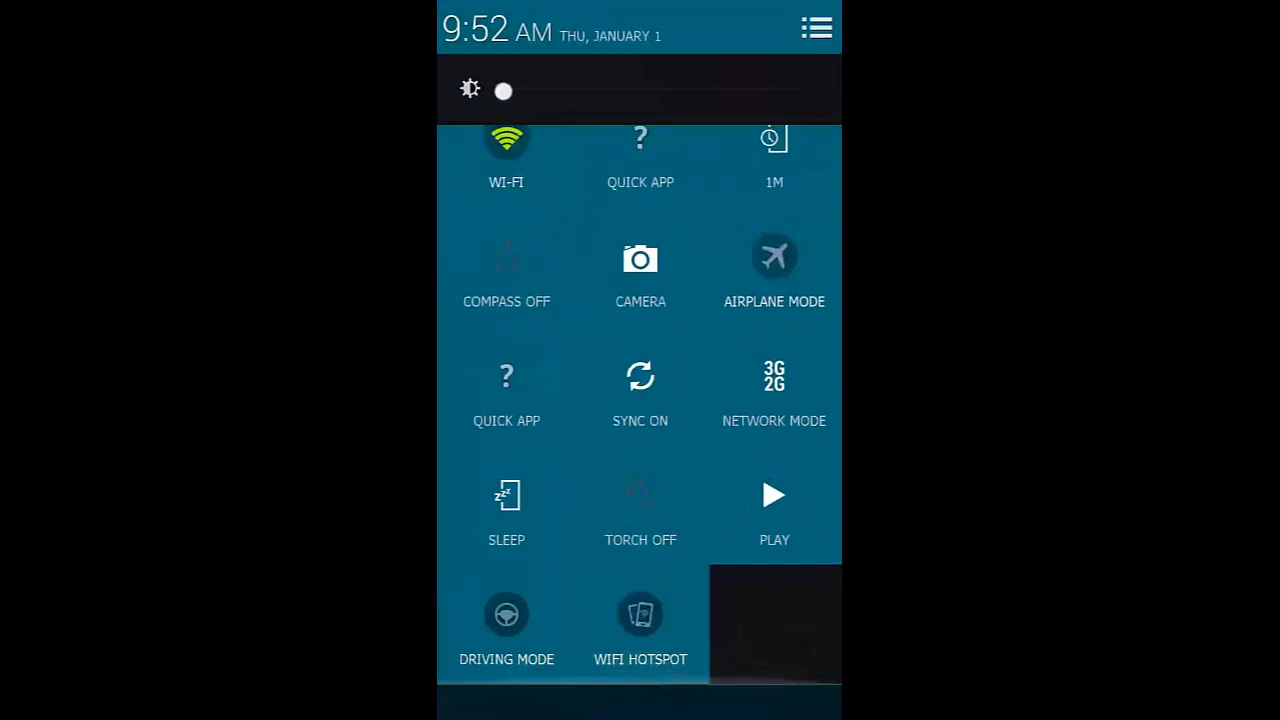 9:52 AM THU, JANUARY 1
WI-FI QUICK APP 1M
COMPASS OFF CAMERA AIRPLANE MODE
3G
2G
QUICK APP SYNC ON NETWORK MODE
zzz
SLEEP TORCH OFF PLAY
DRIVING MODE WIFI HOTSPOT